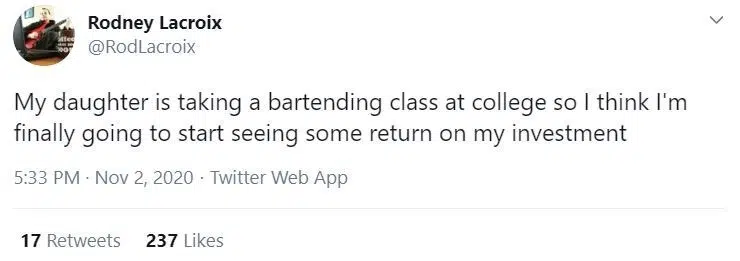 Rodney Lacroix
@RodLacroix
My daughter is taking a bartending class at college so I think I'm
finally going to start seeing some return on my investment
5:33 PM · Nov 2, 2020 · Twitter Web App
17 Retweets 237 Likes